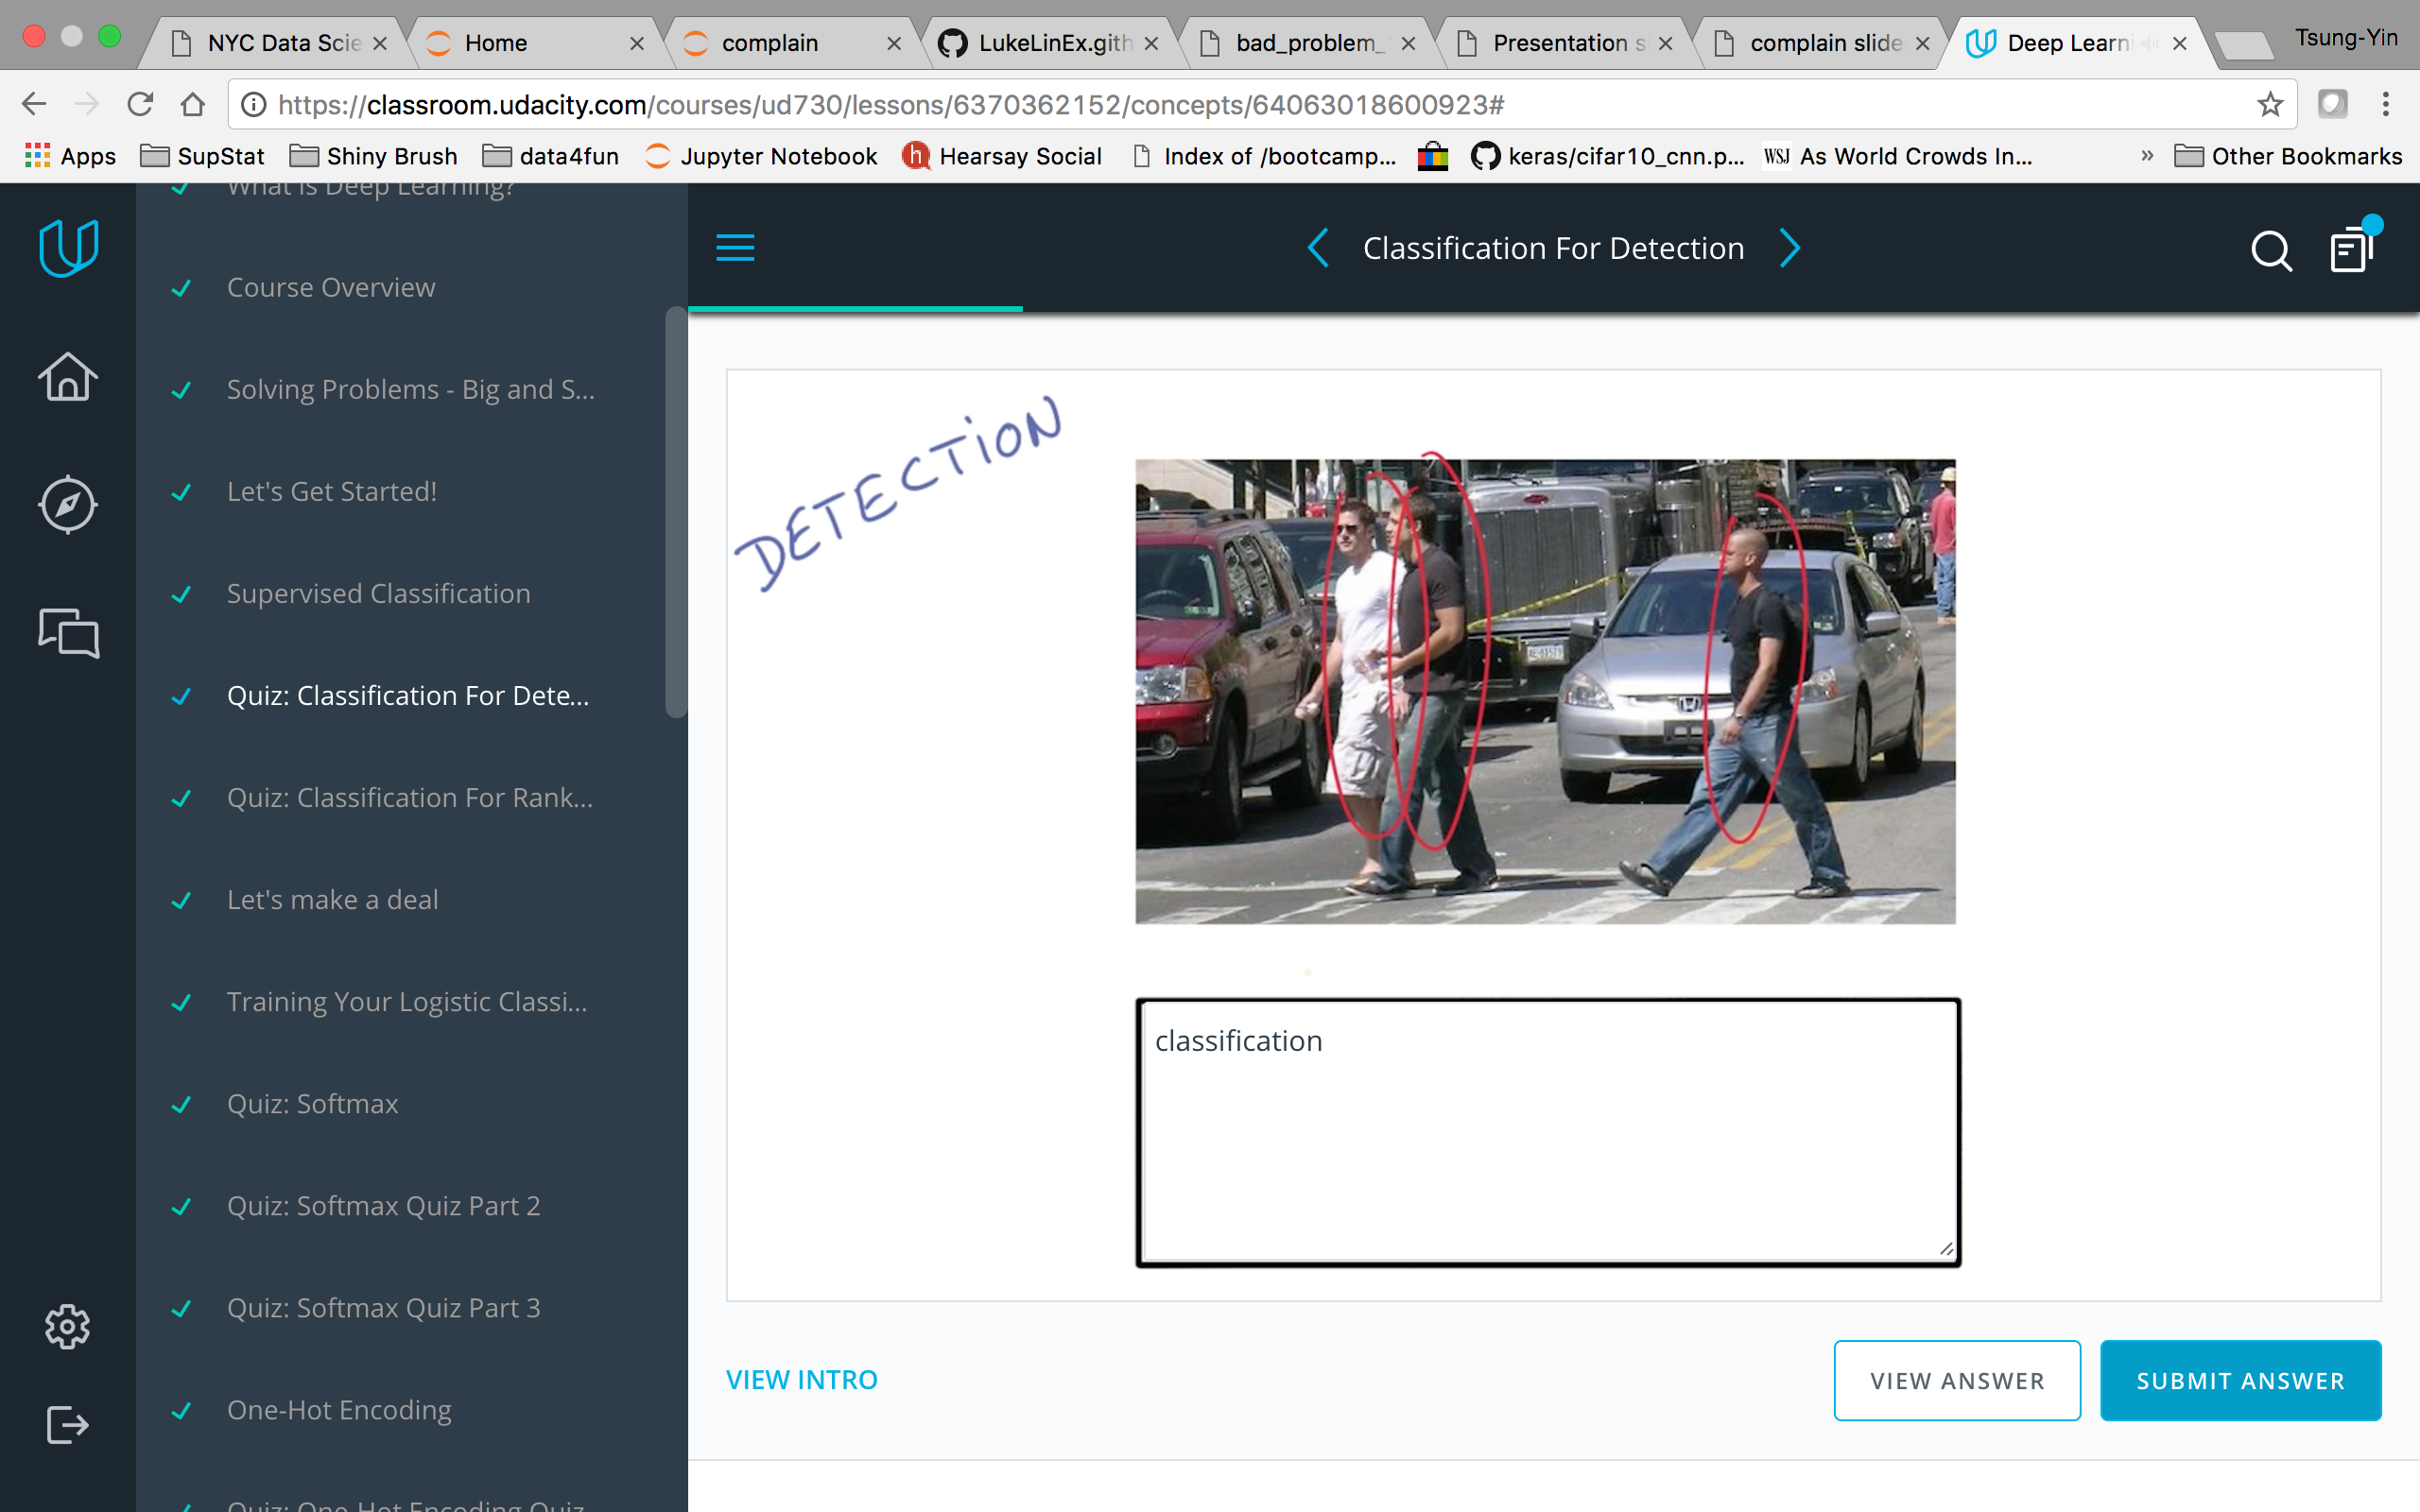 NYC Data Scie
Home
complain
LukeLinEx.gith
bad_problem_
Presentation s
complain slide
Deep Learni
Tsung-Yin
https://classroom.udacity.com/courses/ud730/lessons/6370362152/concepts/64063018600923#
Apps
SupStat
Shiny Brush
data4fun
Jupyter Notebook
h Hearsay Social
Index of /bootcamp...
keras/cifar10_cnn.p...
WSJ As World Crowds In...
» Other Bookmarks
What is Deep Learning?
Course Overview
Solving Problems - Big and S...
Let's Get Started!
Supervised Classification
Quiz: Classification For Dete...
Quiz: Classification For Rank...
Let's make a deal
Training Your Logistic Classi...
Quiz: Softmax
Quiz: Softmax Quiz Part 2
Quiz: Softmax Quiz Part 3
One-Hot Encoding
Quiz: One-Hot Encoding Quiz
Classification For Detection
DETECTION
classification
VIEW INTRO
VIEW ANSWER
SUBMIT ANSWER